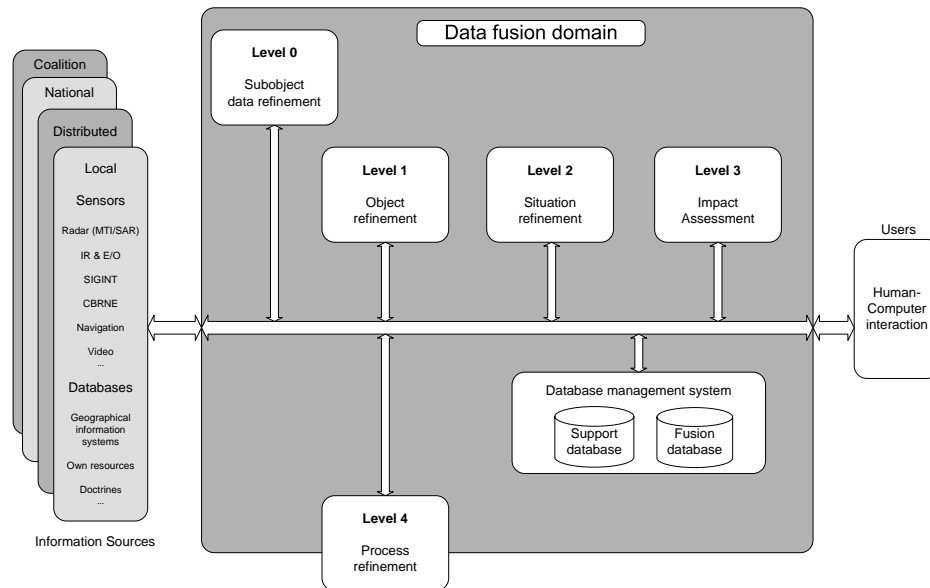 Data fusion domain
Coalition
National
Distributed
Local
Sensors
Radar (MTI/SAR)
IR & E/O
SIGINT
CBRNE
Navigation
Video
...
Databases
Geographical
information
systems
Own resources
Doctrines
...
Information Sources
Level 0
Subobject
data refinement
Level 1
Object
refinement
Level 2
Situation
refinement
Level 3
Impact
Assessment
Database management system
Support
database
Fusion
database
Level 4
Process
refinement
Users
Human-
Computer
interaction